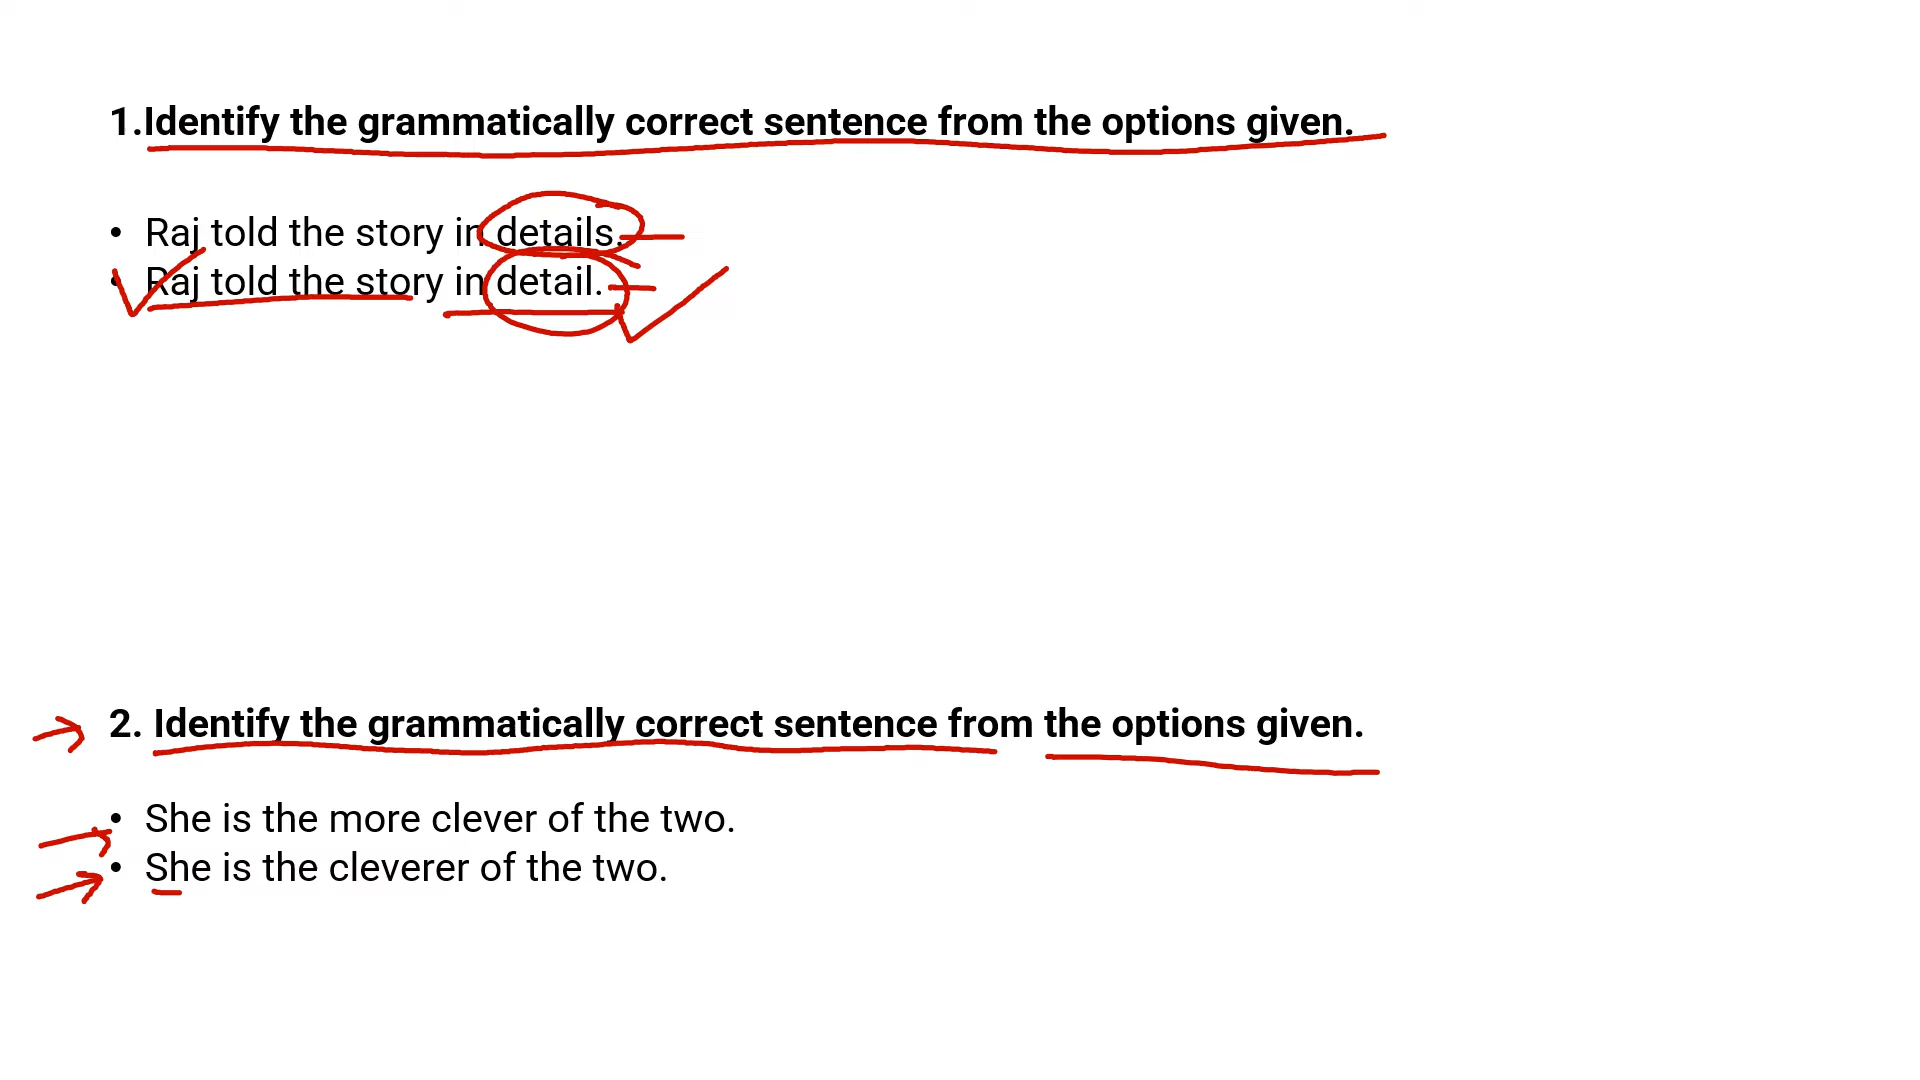 1.Identify the grammatically correct sentence from the options given.
• Raj told the story in details.
• Raj told the story in detail.
2. Identify the grammatically correct sentence from the options given.
• She is the more clever of the two.
• She is the cleverer of the two.